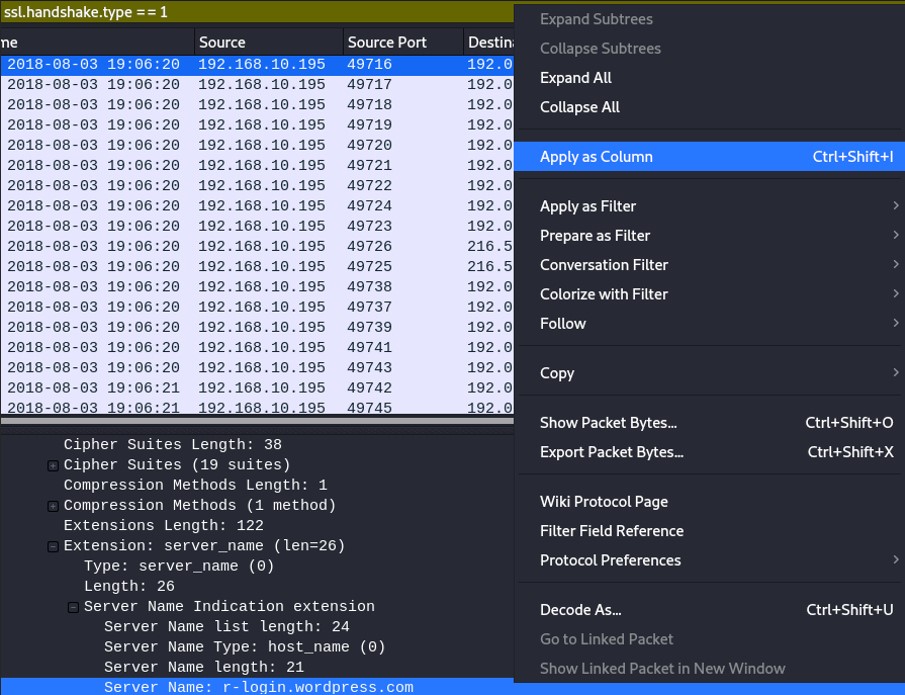 ssl.handshake.type == 1
me Source Source Port Destina
2018-08-03 19:06:20 192.168.10.195 49716 192.0
2018-08-03 19:06:20 192.168.10.195 49717 192.0
2018-08-03 19:06:20 192.168.10.195 49718 192.0
2018-08-03 19:06:20 192.168.10.195 49719 192.0
2018-08-03 19:06:20 192.168.10.195 49720 192.0
2018-08-03 19:06:20 192.168.10.195 49721 192.0
2018-08-03 19:06:20 192.168.10.195 49722 192.0
2018-08-03 19:06:20 192.168.10.195 49724 192.0
2018-08-03 19:06:20 192.168.10.195 49723 192.0
2018-08-03 19:06:20 192.168.10.195 49726 216.5
2018-08-03 19:06:20 192.168.10.195 49725 216.5
2018-08-03 19:06:20 192.168.10.195 49738 192.0
2018-08-03 19:06:20 192.168.10.195 49737 192.0
2018-08-03 19:06:20 192.168.10.195 49739 192.0
2018-08-03 19:06:20 192.168.10.195 49741 192.0
2018-08-03 19:06:20 192.168.10.195 49743 192.0
2018-08-03 19:06:21 192.168.10.195 49742 192.0
2018-08-03 19:06:21 192.168.10.195 49745 192.0
Cipher Suites Length: 38
Cipher Suites (19 suites)
Compression Methods Length: 1
Compression Methods (1 method)
Extensions Length: 122
Extension: server_name (len=26)
Type: server_name (0)
Length: 26
Server Name Indication extension
Server Name list length: 24
Server Name Type: host_name (0)
Server Name length: 21
Server Name: r-login.wordpress.com
Expand Subtrees
Collapse Subtrees
Expand All
Collapse All
Apply as Column Ctrl+Shift+I
Apply as Filter
Prepare as Filter
Conversation Filter
Colorize with Filter
Follow
Copy
Show Packet Bytes... Ctrl+Shift+O
Export Packet Bytes... Ctrl+Shift+X
Wiki Protocol Page
Filter Field Reference
Protocol Preferences
Decode As... Ctrl+Shift+U
Go to Linked Packet
Show Linked Packet in New Window